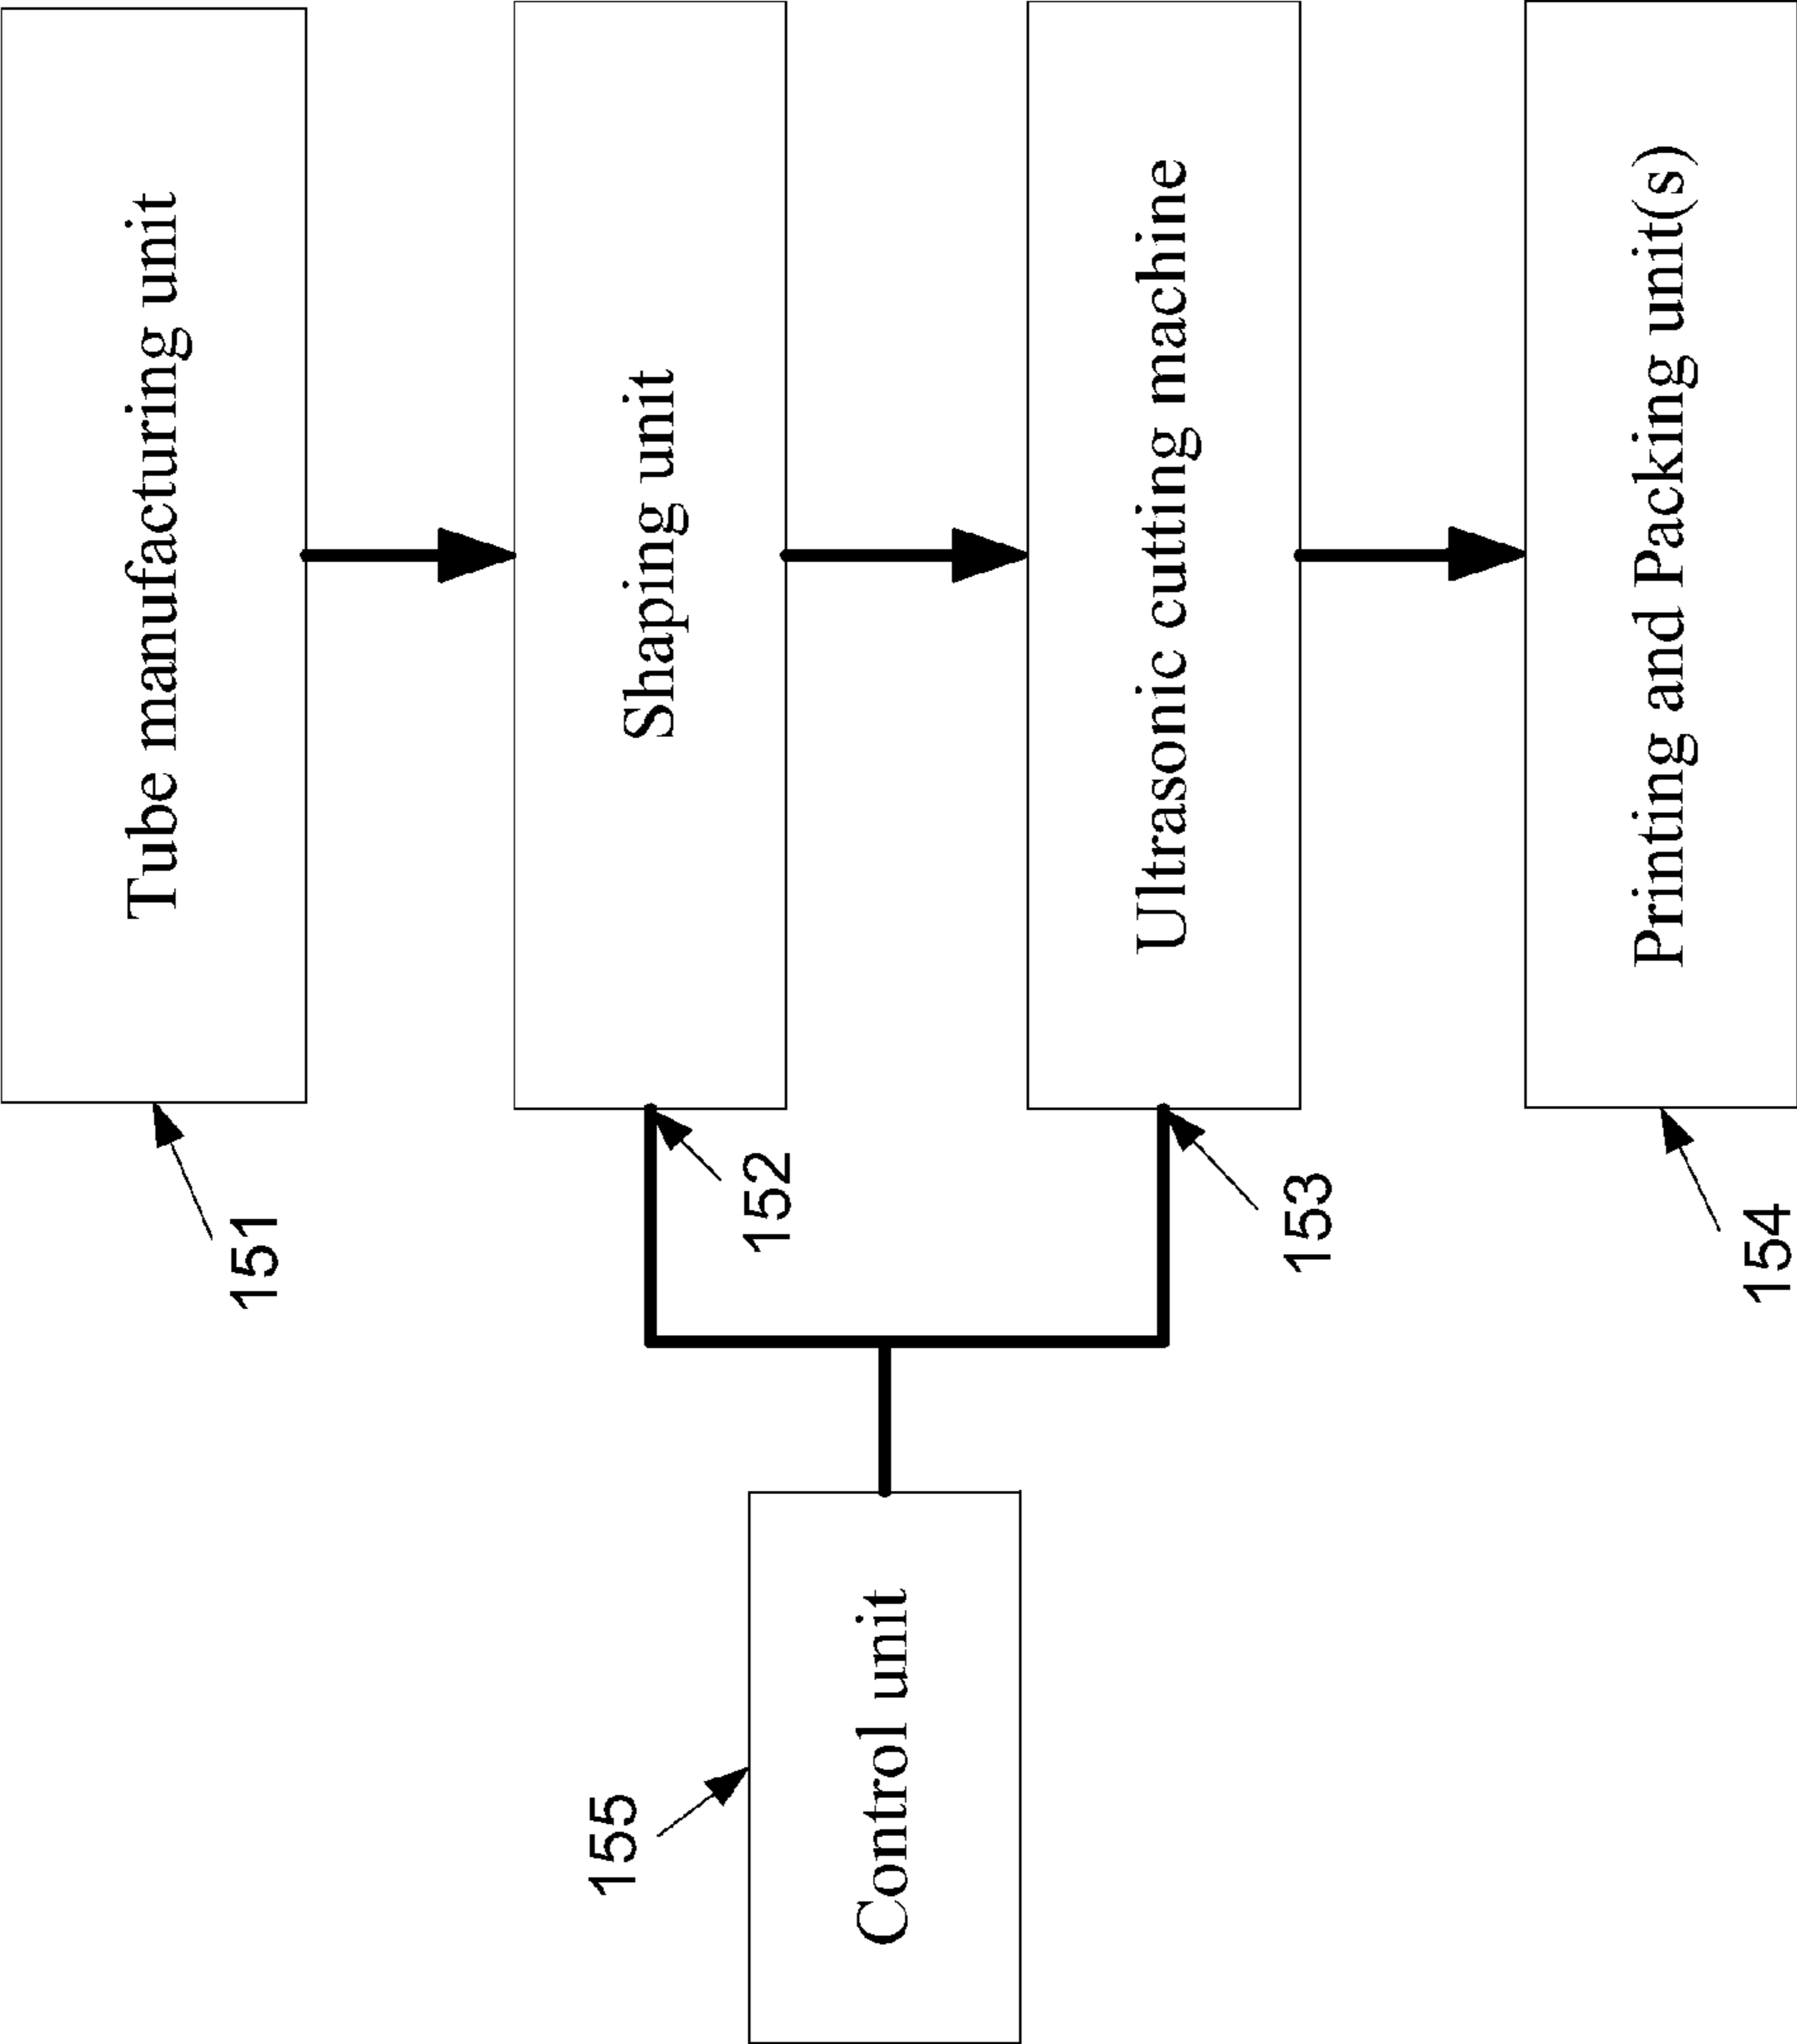 Tube manufacturing unit
151
Shaping unit
152
Ultrasonic cutting machine
153
Printing and Packing unit(s)
154
Control unit
155